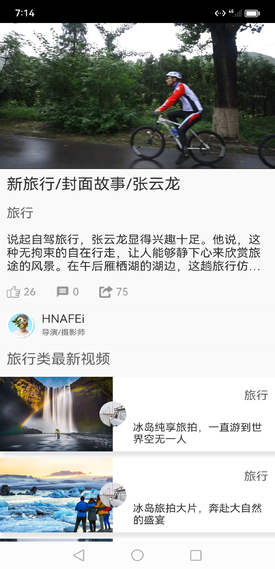 7:14
新旅行/封面故事/张云龙
旅行
说起自驾旅行，张云龙显得兴趣十足。他说，这
种无拘束的自在行走，让人能够静下心来欣赏旅
途的风景。在午后雁栖湖的湖边，这趟旅行仿...
26
0
75
HNAFEi
导演/摄影师
旅行类最新视频
旅行
冰岛纯享旅拍，一直游到世
界空无一人
旅行
冰岛旅拍大片，奔赴大自然
的盛宴